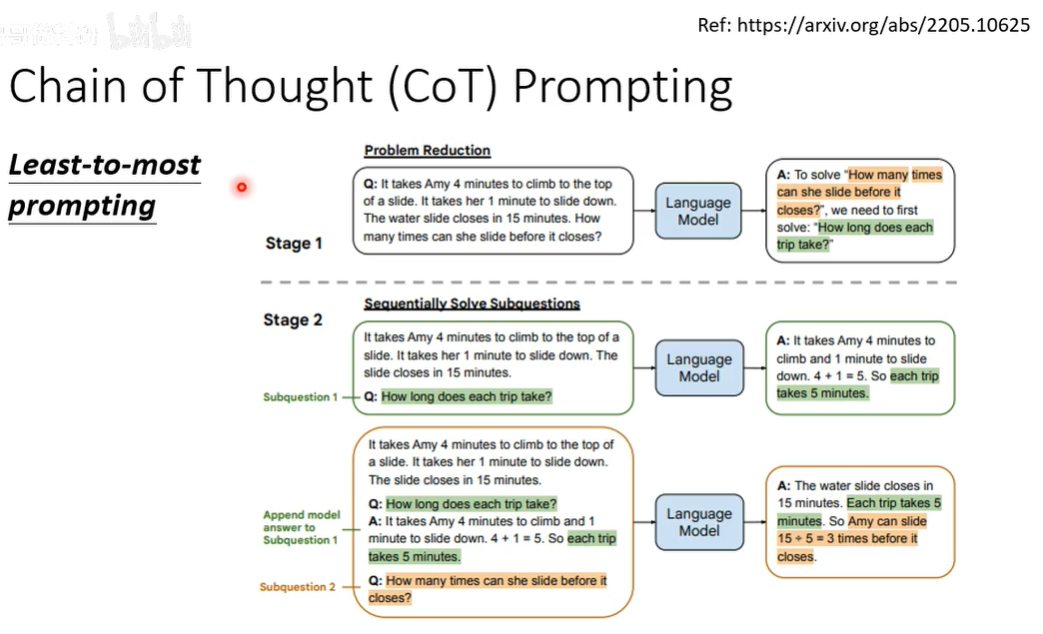 Ref: https://arxiv.org/abs/2205.10625
Chain of Thought (CoT) Prompting
Least-to-most
prompting
Problem Reduction
Stage 1
Q: It takes Amy 4 minutes to climb to the top
of a slide. It takes her 1 minute to slide down.
The water slide closes in 15 minutes. How
many times can she slide before it closes?
Language
Model
A: To solve “How many times
can she slide before it
closes?”, we need to first
solve: “How long does each
trip take?”
Stage 2
Sequentially Solve Subquestions
It takes Amy 4 minutes to climb to the top of a
slide. It takes her 1 minute to slide down. The
slide closes in 15 minutes.
Subquestion 1
Q: How long does each trip take?
Language
Model
A: It takes Amy 4 minutes to
climb and 1 minute to slide
down. 4 + 1 = 5. So each trip
takes 5 minutes.
It takes Amy 4 minutes to climb to the top of
a slide. It takes her 1 minute to slide down.
The slide closes in 15 minutes.
Append model
answer to
Subquestion 1
Q: How long does each trip take?
A: It takes Amy 4 minutes to climb and 1
minute to slide down. 4 + 1 = 5. So each trip
takes 5 minutes.
Subquestion 2
Q: How many times can she slide before it
closes?
Language
Model
A: The water slide closes in
15 minutes. Each trip takes 5
minutes. So Amy can slide
15 ÷ 5 = 3 times before it
closes.